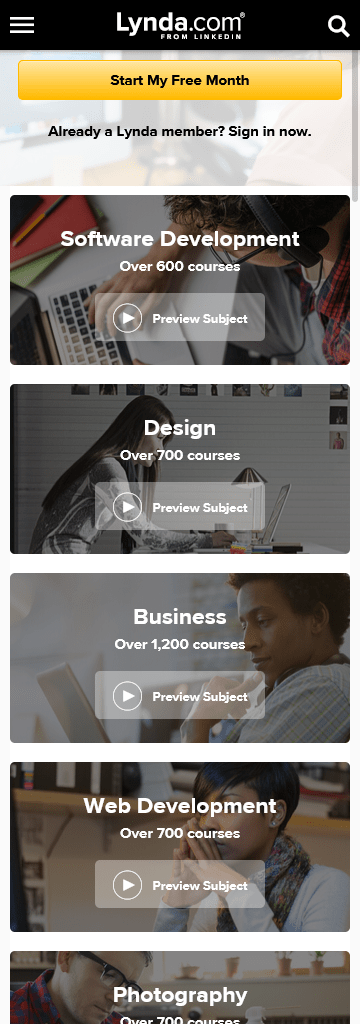 Lynda.com®
FROM LINKEDIN
Start My Free Month
Already a Lynda member? Sign in now.
Software Development
Over 600 courses
Preview Subject
Design
Over 700 courses
Preview Subject
Business
Over 1,200 courses
Preview Subject
Web Development
Over 700 courses
Preview Subject
Photography
Over 700 courses